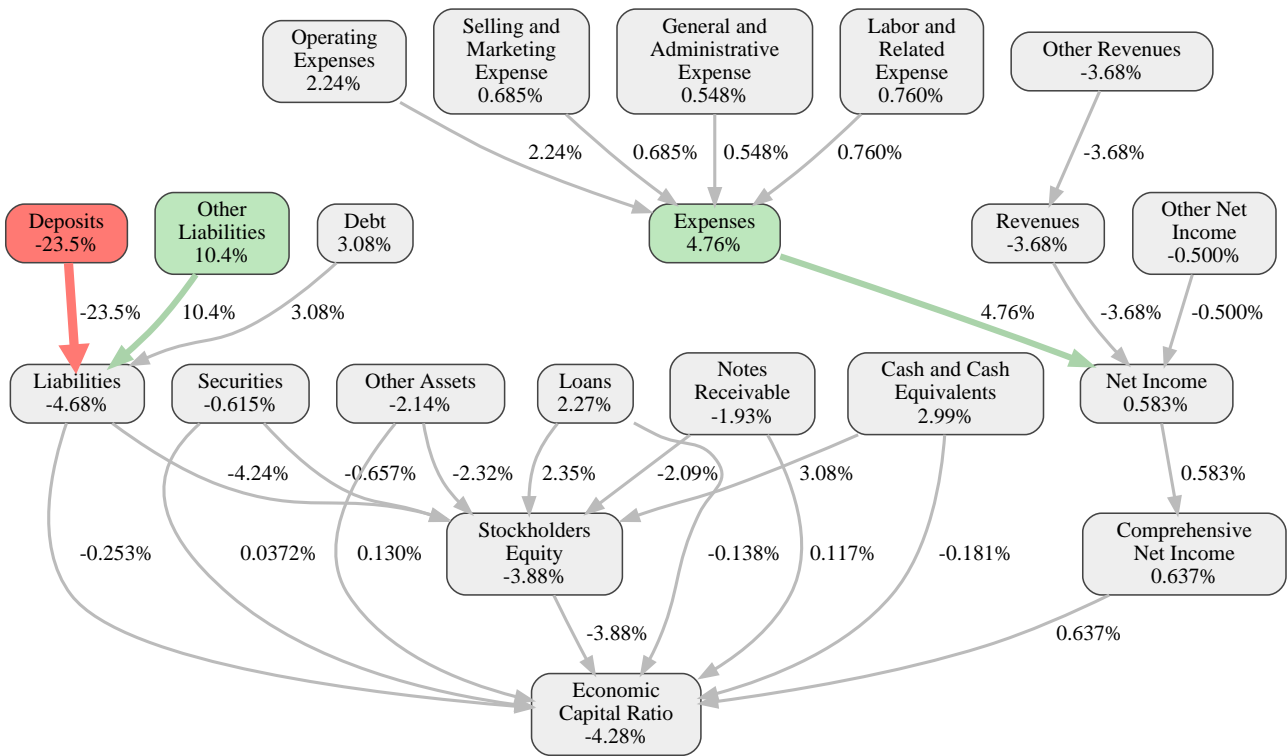 Operating
Expenses
2.24%
Selling and
Marketing
Expense
0.685%
General and
Administrative
Expense
0.548%
Labor and
Related
Expense
0.760%
Other Revenues
-3.68%
2.24%
0.685%
0.548%
0.760%
-3.68%
Deposits
-23.5%
Other
Liabilities
10.4%
Debt
3.08%
Expenses
4.76%
Revenues
-3.68%
Other Net
Income
-0.500%
-23.5%
10.4%
3.08%
4.76%
-3.68%
-0.500%
Liabilities
-4.68%
Securities
-0.615%
Other Assets
-2.14%
Loans
2.27%
Notes
Receivable
-1.93%
Cash and Cash
Equivalents
2.99%
Net Income
0.583%
-4.24%
-0.657%
-2.32%
2.35%
-2.09%
3.08%
0.583%
-0.253%
0.0372%
0.130%
Stockholders
Equity
-3.88%
-0.138%
0.117%
-0.181%
Comprehensive
Net Income
0.637%
-3.88%
0.637%
Economic
Capital Ratio
-4.28%